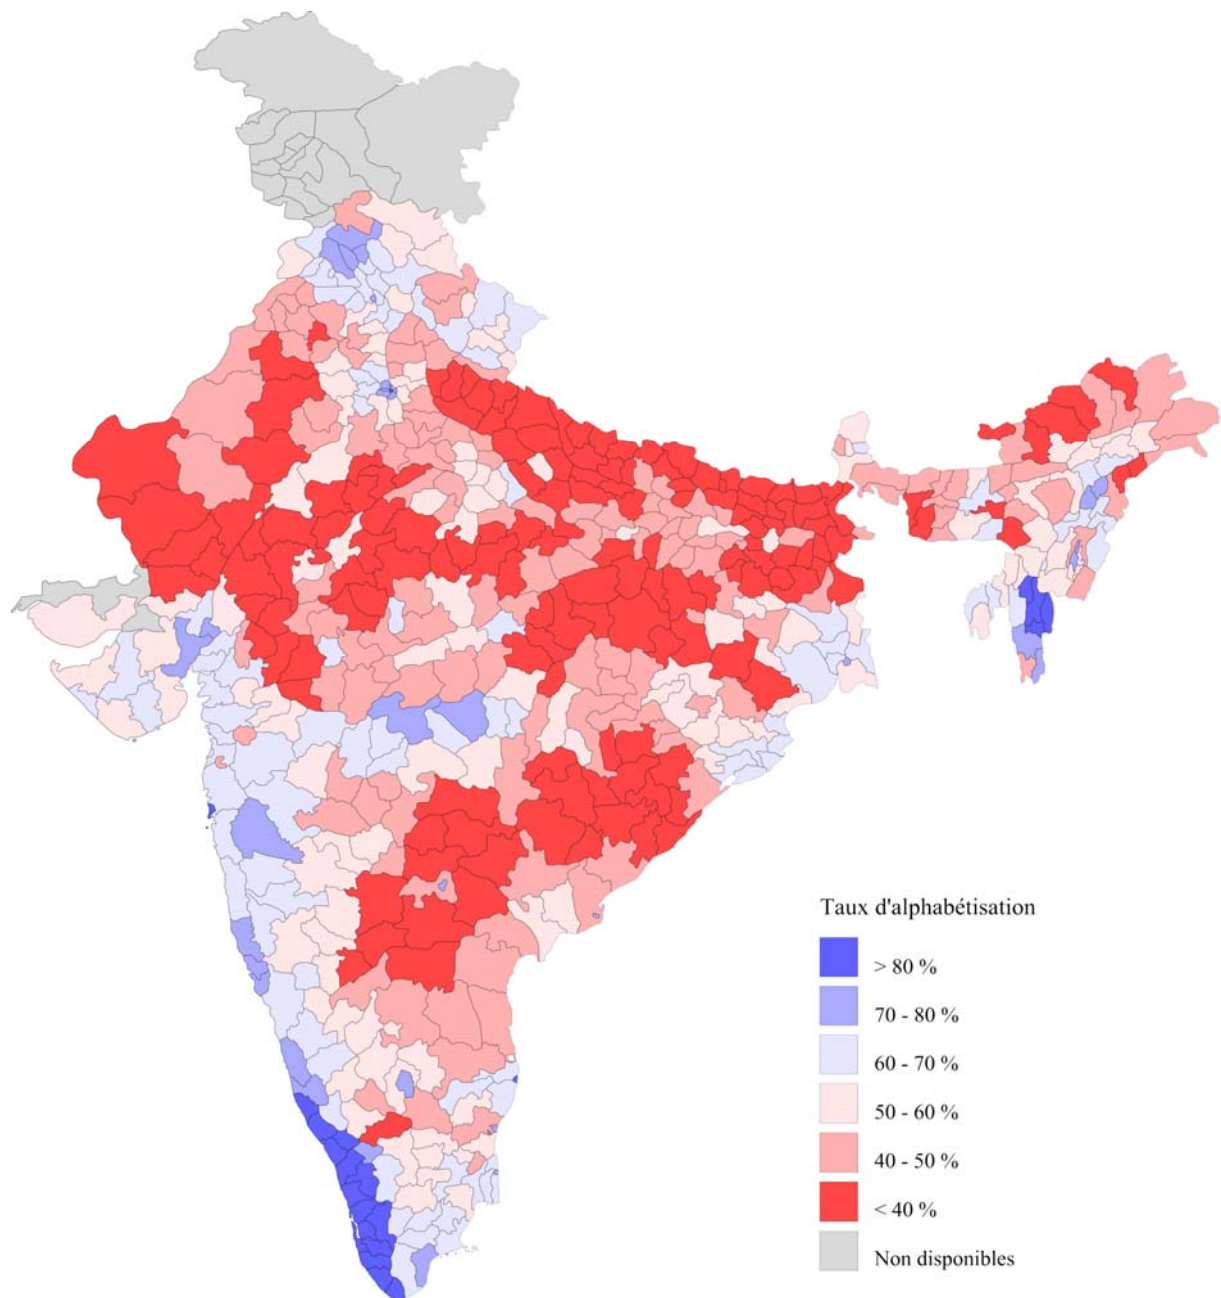 Taux d'alphabétisation
> 80 %
70 - 80 %
60 - 70 %
50 - 60 %
40 - 50 %
< 40 %
Non disponibles